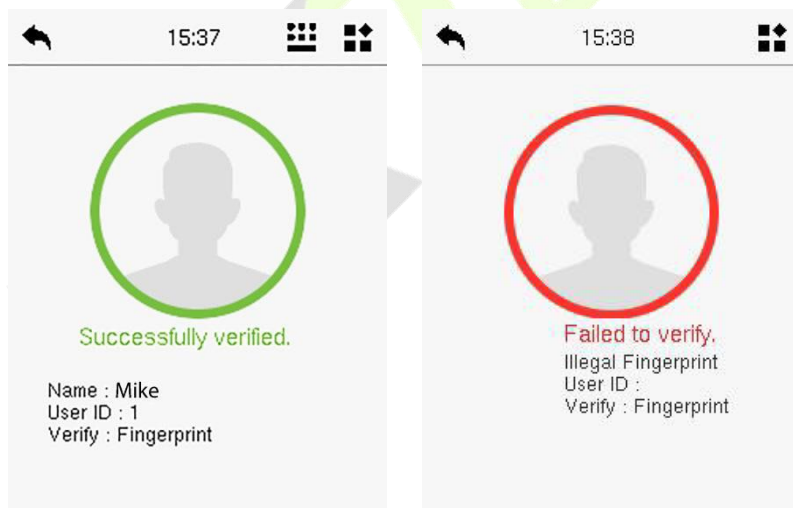 15:37
Successfully verified.
Name : Mike
User ID : 1
Verify : Fingerprint
15:38
Failed to verify.
Illegal Fingerprint
User ID :
Verify : Fingerprint